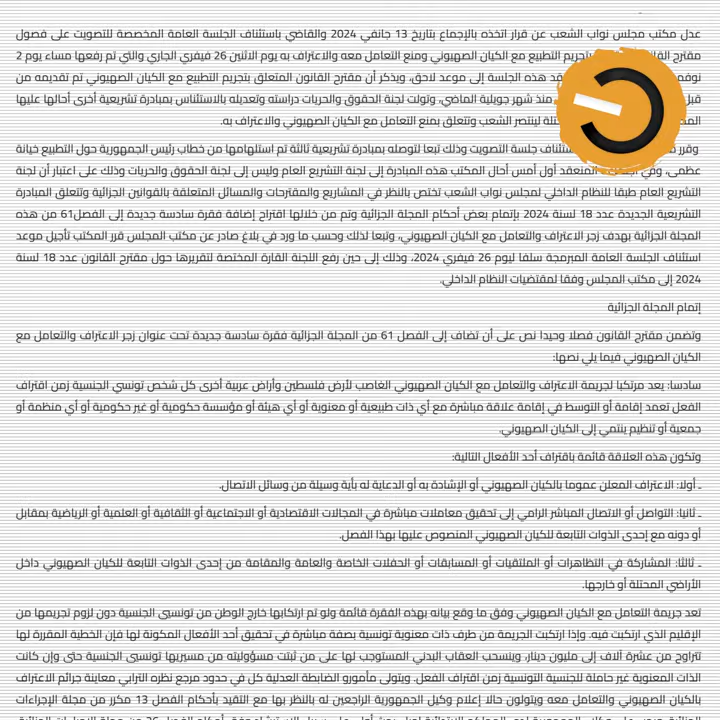 عدل مكتب مجلس نواب الشعب عن قرار اتخذه بالإجماع بتاريخ 13 جانفي 2024 والقاضي باستئناف الجلسة العامة المخصصة للتصويت على فصول
مقترح بتجريم التطبيع مع الكيان الصهيوني ومنع التعامل معه والاعتراف به يوم الاثنين 26 فيفري الجاري والتي تم رفعها مساء يوم 2
هذه الجلسة إلى موعد لاحق، ويذكر أن مقترح القانون المتعلق بتجريم التطبيع مع الكيان الصهيوني تم تقديمه من
منذ شهر جويلية الماضي، وتولت لجنة الحقوق والحريات دراسته وتعديله بالاستئناس بمبادرة تشريعية أخرى أحالها عليها
لينتصر الشعب وتتعلق بمنع التعامل مع الكيان الصهيوني والاعتراف به.
وقرر جلسة التصويت وذلك تبعا لتوصله بمبادرة تشريعية ثالثة تم استلهامها من خطاب رئيس الجمهورية حول التطبيع خيانة
عظمى، وفي المنعقد أول أمس أحال المكتب هذه المبادرة إلى لجنة التشريع العام وليس إلى لجنة الحقوق والحريات وذلك على اعتبار أن لجنة
التشريع العام طبقا للنظام الداخلي لمجلس نواب الشعب تختص بالنظر في المشاريع والمقترحات والمسائل المتعلقة بالقوانين الجزائية وتتعلق المبادرة
التشريعية الجديدة عدد 18 لسنة 2024 بإتمام بعض أحكام المجلة الجزائية وتم من خلالها اقتراح إضافة فقرة سادسة جديدة إلى الفصل61 من هذه
المجلة الجزائية بهدف زجر الاعتراف والتعامل مع الكيان الصهيوني، وتبعا لذلك وحسب ما ورد في بلاغ صادر عن مكتب المجلس قرر المكتب تأجيل موعد
استئناف الجلسة العامة المبرمجة سلفا ليوم 26 فيفري 2024، وذلك إلى حين رفع اللجنة القارة المختصة لتقريرها حول مقترح القانون عدد 18 لسنة
2024 إلى مكتب المجلس وفقا لمقتضيات النظام الداخلي.
إتمام المجلة الجزائية
وتضمن مقترح القانون فصلا وحيدا نص على أن تضاف إلى الفصل 61 من المجلة الجزائية فقرة سادسة جديدة تحت عنوان زجر الاعتراف والتعامل مع
الكيان الصهيوني فيما يلي نصها:
سادسا: يعد مرتكبا لجريمة الاعتراف والتعامل مع الكيان الصهيوني الغاصب لأرض فلسطين وأراض عربية أخرى كل شخص تونسي الجنسية زمن اقتراف
الفعل تعمد إقامة أو التوسط في إقامة علاقة مباشرة مع أي ذات طبيعية أو معنوية أو أي هيئة أو مؤسسة حكومية أو غير حكومية أو أي منظمة أو
جمعية أو تنظيم ينتمي إلى الكيان الصهيوني.
وتكون هذه العلاقة قائمة باقتراف أحد الأفعال التالية:
ـ أولا: الاعتراف المعلن عموما بالكيان الصهيوني أو الإشادة به أو الدعاية له بأية وسيلة من وسائل الاتصال.
ـ ثانيا: التواصل أو الاتصال المباشر الرامي إلى تحقيق معاملات مباشرة في المجالات الاقتصادية أو الاجتماعية أو الثقافية أو العلمية أو الرياضية بمقابل
أو دونه مع إحدى الذوات التابعة للكيان الصهيوني المنصوص عليها بهذا الفصل.
ـ ثالثا: المشاركة في التظاهرات أو الملتقيات أو المسابقات أو الحفلات الخاصة والعامة والمقامة من إحدى الذوات التابعة للكيان الصهيوني داخل
الأراضي المحتلة أو خارجها.
تعد جريمة التعامل مع الكيان الصهيوني وفق ما وقع بيانه بهذه الفقرة قائمة ولو تم ارتكابها خارج الوطن من تونسيي الجنسية دون لزوم تجريمها من
الإقليم الذي ارتكبت فيه. وإذا ارتكبت الجريمة من طرف ذات معنوية تونسية بصفة مباشرة في تحقيق أحد الأفعال المكونة لها فإن الخطية المقررة لها
تتراوح من عشرة آلاف إلى مليون دينار، وينسحب العقاب البدني المستوجب لها على من ثبتت مسؤوليته من مسيريها تونسيي الجنسية حتى وإن كانت
الذات المعنوية غير حاملة للجنسية التونسية زمن اقتراف الفعل. ويتولى مأمورو الضابطة العدلية كل في حدود مرجع نظره الترابي معاينة جرائم الاعتراف
بالكيان الصهيوني والتعامل معه ويتولون حالا إعلام وكيل الجمهورية الراجعين له بالنظر بها مع التقيد بأحكام الفصل 13 مكرر من مجلة الإجراءات